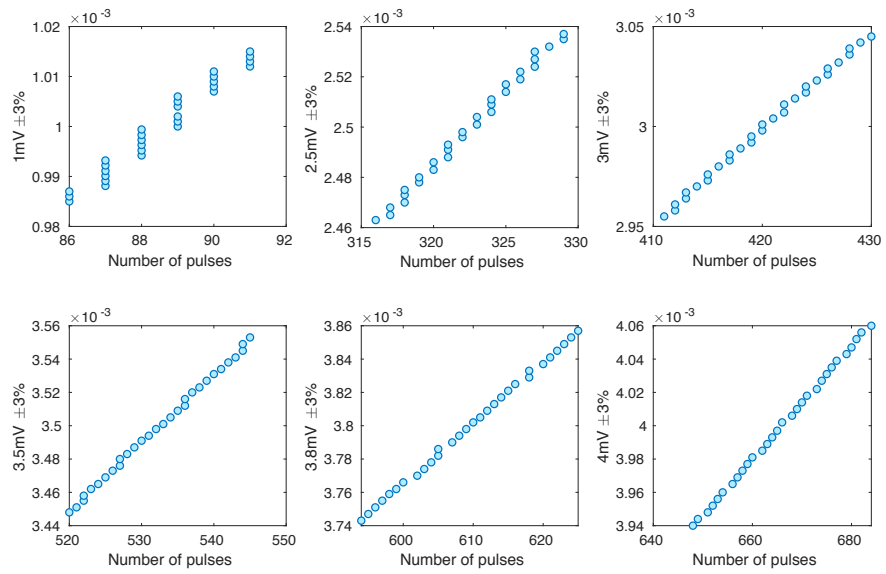 ×10 -3
1.02
1.01
1
0.99
0.98
1mV ±3%
86 88 90 92
Number of pulses
×10 -3
2.54
2.52
2.5
2.48
2.46
2.5mV ±3%
315 320 325 330
Number of pulses
×10 -3
3.05
3
2.95
3mV ±3%
410 420 430
Number of pulses
×10 -3
3.56
3.54
3.52
3.5
3.48
3.46
3.44
3.5mV ±3%
520 530 540 550
Number of pulses
×10 -3
3.86
3.84
3.82
3.8
3.78
3.76
3.74
3.8mV ±3%
600 610 620
Number of pulses
×10 -3
4.06
4.04
4.02
4
3.98
3.96
3.94
4mV ±3%
640 660 680
Number of pulses